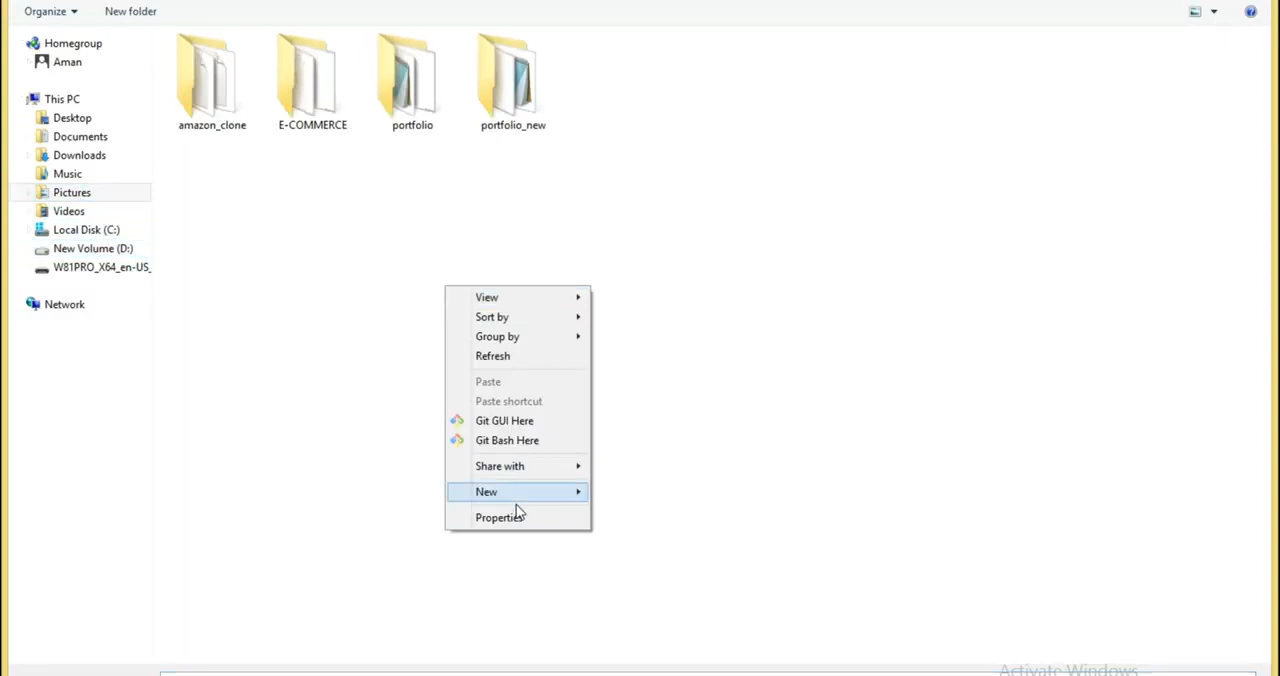 Organize
New folder
Homegroup
Aman
This PC
Desktop
Documents
Downloads
Music
Pictures
Videos
Local Disk (C:)
New Volume (D:)
W81PRO_X64_en-US_
Network
amazon_clone
E-COMMERCE
portfolio
portfolio_new
View
Sort by
Group by
Refresh
Paste
Paste shortcut
Git GUI Here
Git Bash Here
Share with
New
Properties
Activate Windows